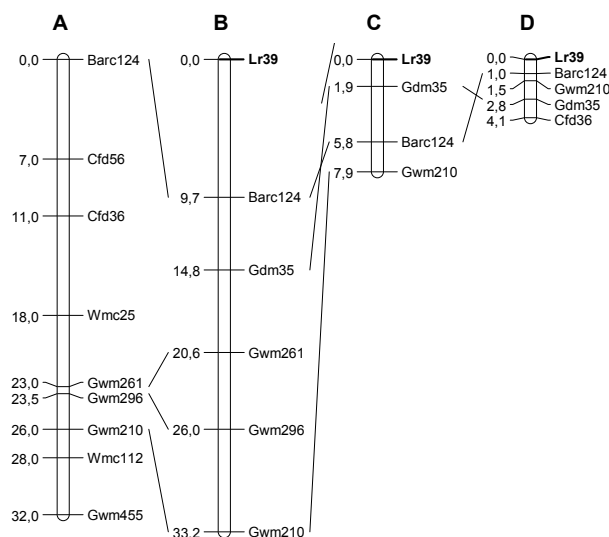 A
0,0 Barc124
7,0 Cfd56
11,0 Cfd36
18,0 Wmc25
23,0 Gwm261
23,5 Gwm296
26,0 Gwm210
28,0 Wmc112
32,0 Gwm455
B
0,0 Lr39
9,7 Barc124
14,8 Gdm35
20,6 Gwm261
26,0 Gwm296
33,2 Gwm210
C
0,0 Lr39
1,9 Gdm35
5,8 Barc124
7,9 Gwm210
D
0,0 Lr39
1,0 Barc124
1,5 Gwm210
2,8 Gdm35
4,1 Cfd36